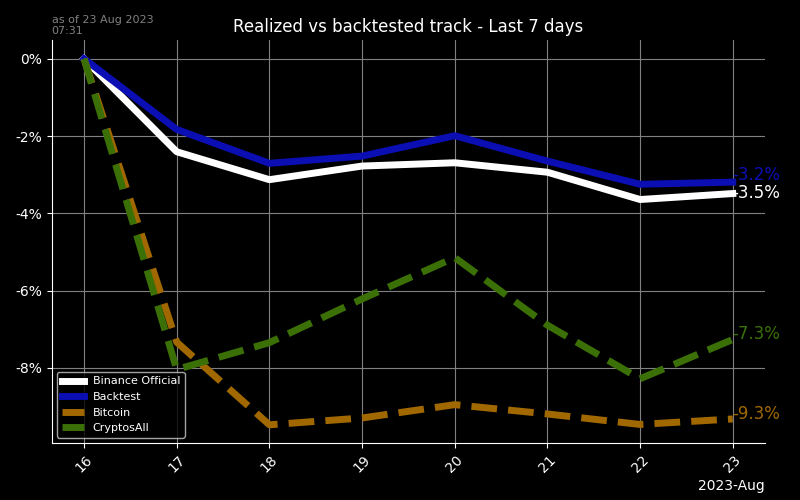 as of 23 Aug 2023
07:31
Realized vs backtested track - Last 7 days
0%
-2%
-4%
-6%
-8%
-3.2%
-3.5%
-7.3%
-9.3%
Binance Official
Backtest
Bitcoin
CryptosAll
16
17
18
19
20
21
22
23
2023-Aug